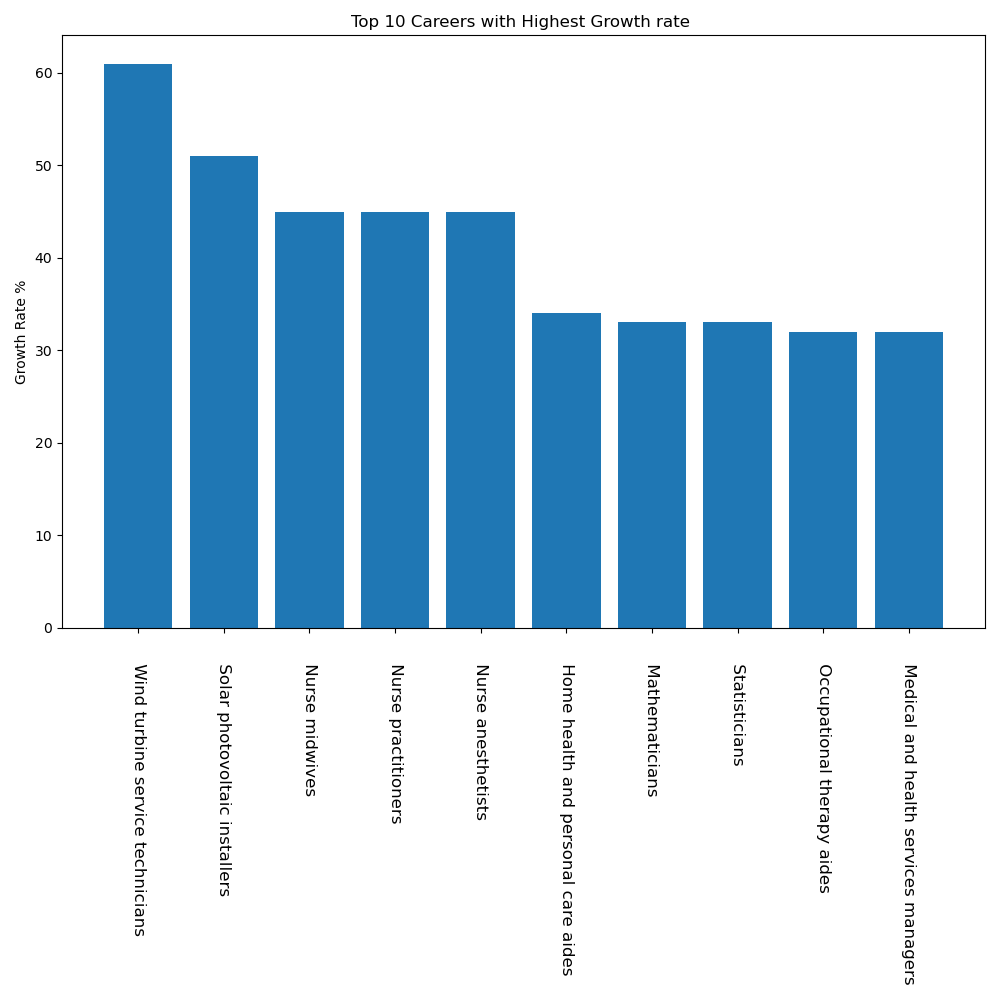 Top 10 Careers with Highest Growth rate
Growth Rate %
60
50
40
30
20
10
0
Wind turbine service technicians
Solar photovoltaic installers
Nurse midwives
Nurse practitioners
Nurse anesthetists
Home health and personal care aides
Mathematicians
Statisticians
Occupational therapy aides
Medical and health services managers